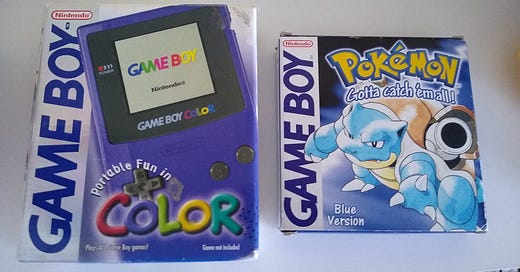 Nintendo
GAME BOY
POWER
GAME BOY
Nintendo®
GAME BOY COLOR
Portable Fun in
COLOR
Plays All Game Boy games!
Game not included
Nintendo
GAME BOY
POKéMON
Gotta catch 'em all!
Blue
Version